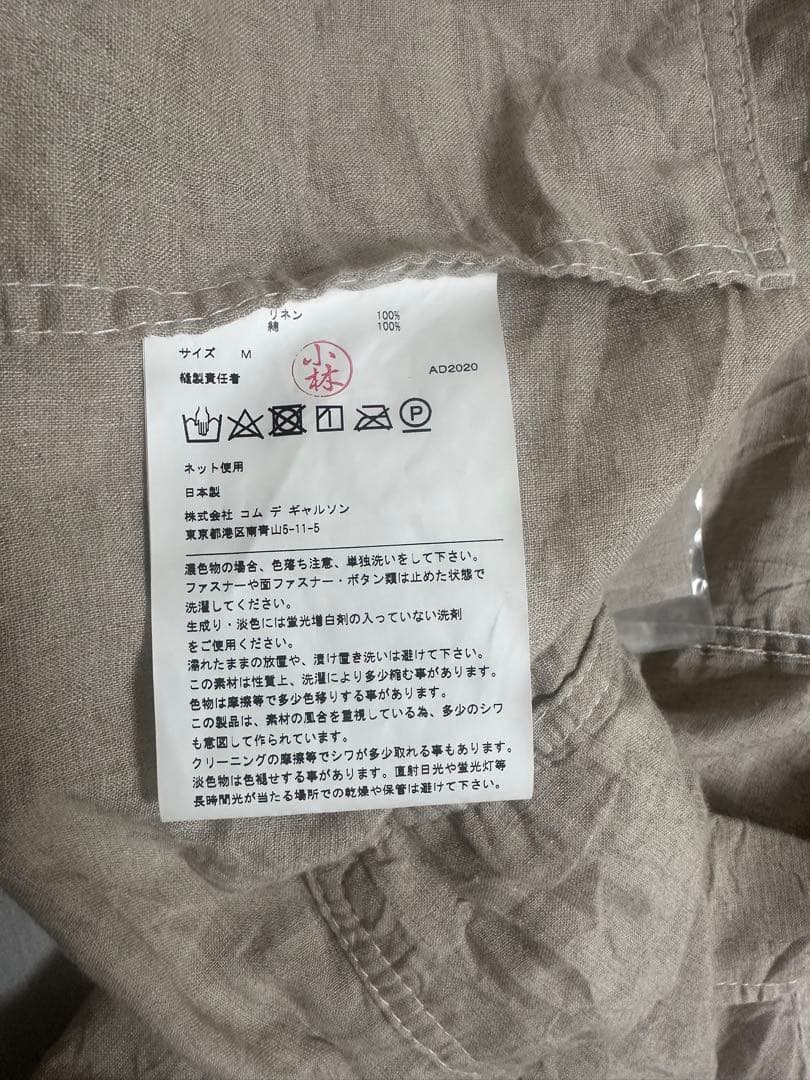 リネン 100%
綿 100%
サイズ M
縫製責任者 小林 AD2020
P
ネット使用
日本製
株式会社 コム デ ギャルソン
東京都港区南青山5-11-5
濃色物の場合、色落ち注意、単独洗いをして下さい。
ファスナーや面ファスナー・ボタン類は止めた状態で
洗濯してください。
生成り・淡色には蛍光増白剤の入っていない洗剤
をご使用ください。
濡れたままの放置や、漬け置き洗いは避けて下さい。
この素材は性質上、洗濯により多少縮む事があります。
色物は摩擦等で多少色移りする事があります。
この製品は、素材の風合を重視している為、多少のシワ
も意図して作られています。
クリーニングの摩擦等でシワが多少取れる事もあります。
淡色物は色褪せする事があります。直射日光や蛍光灯等
長時間光が当たる場所での乾燥や保管は避けて下さい。